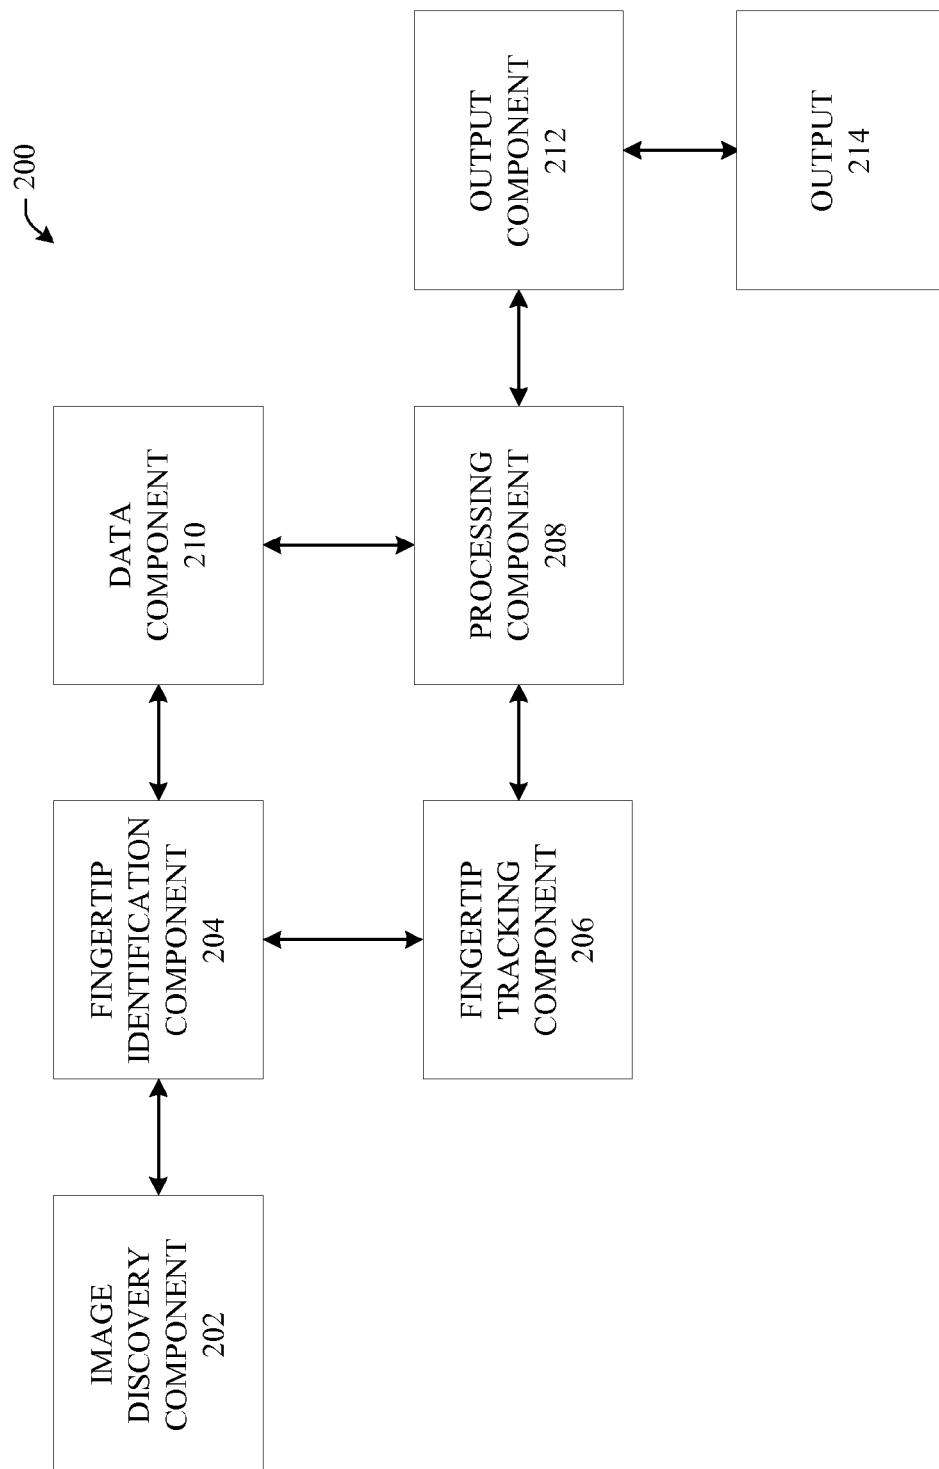 200
IMAGE
DISCOVERY
COMPONENT
202
FINGERTIP
IDENTIFICATION
COMPONENT
204
DATA
COMPONENT
210
FINGERTIP
TRACKING
COMPONENT
206
PROCESSING
COMPONENT
208
OUTPUT
COMPONENT
212
OUTPUT
214